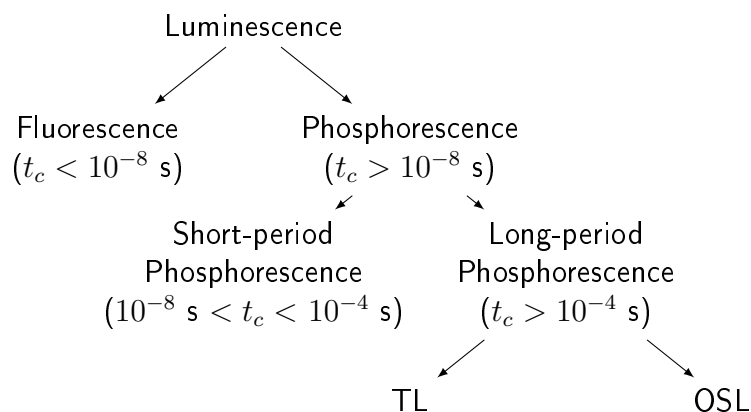 Luminescence
Fluorescence
(t_c < 10^{-8} s)
Phosphorescence
(t_c > 10^{-8} s)
Short-period
Phosphorescence
(10^{-8} s < t_c < 10^{-4} s)
Long-period
Phosphorescence
(t_c > 10^{-4} s)
TL
OSL